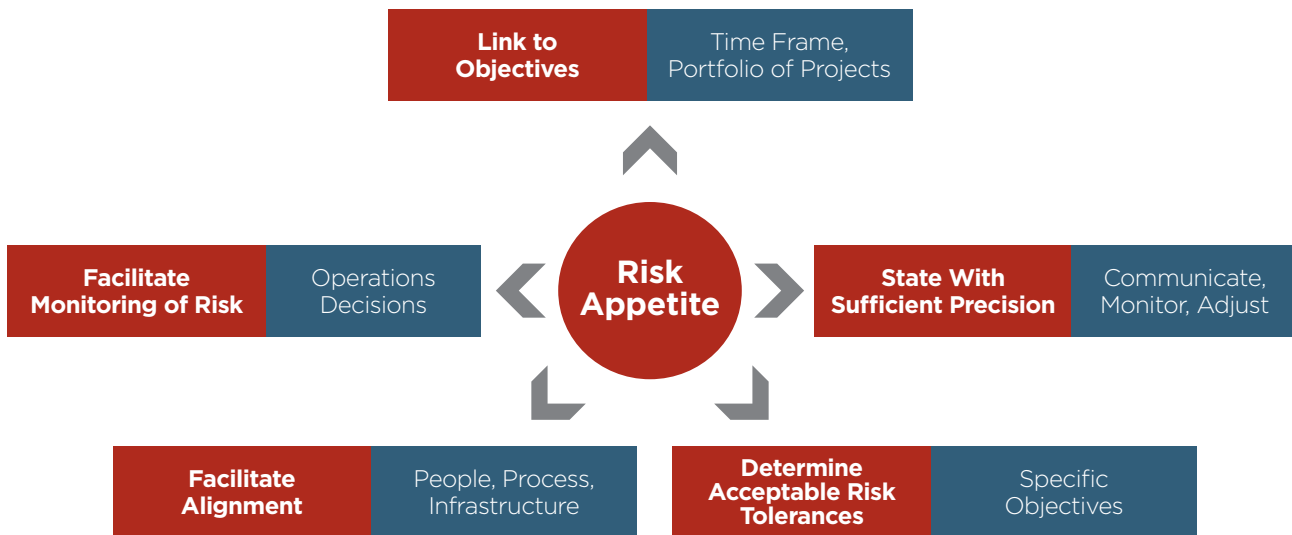 Link to
Objectives
Time Frame,
Portfolio of Projects
Facilitate
Monitoring of Risk
Operations
Decisions
Risk
Appetite
State With
Sufficient Precision
Communicate,
Monitor, Adjust
Facilitate
Alignment
People, Process,
Infrastructure
Determine
Acceptable Risk
Tolerances
Specific
Objectives